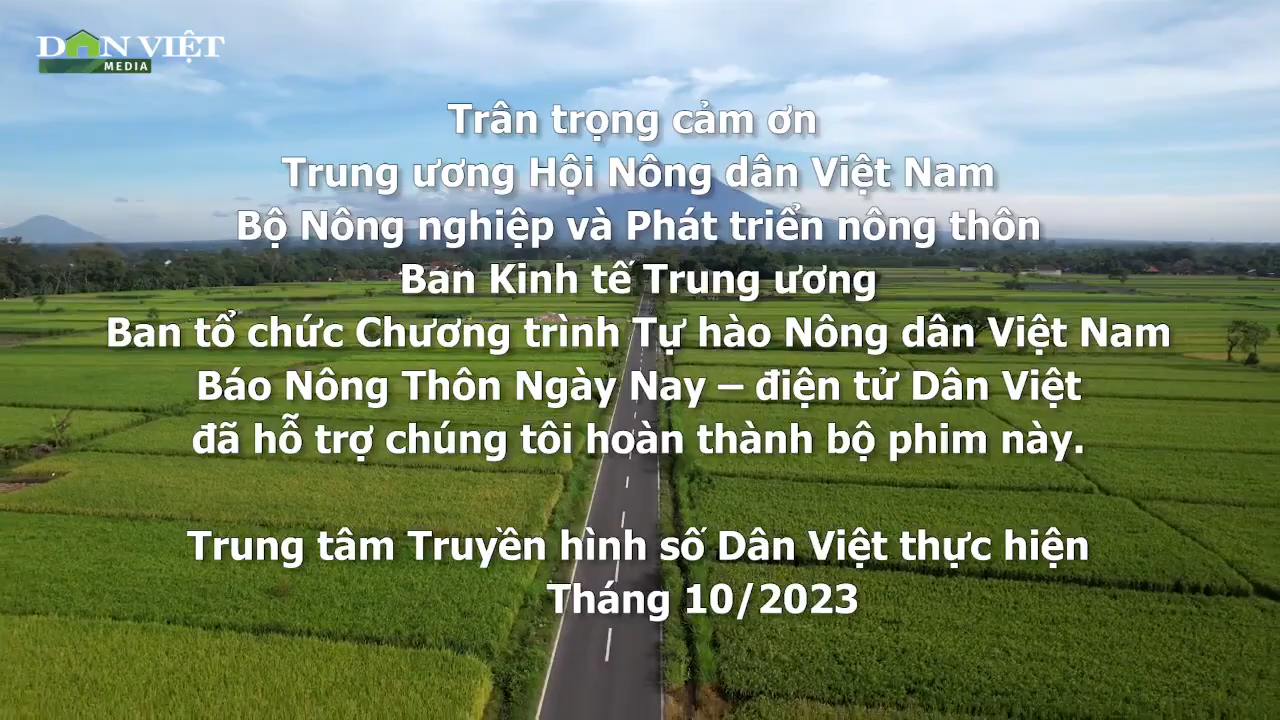 DÂN VIỆT
MEDIA
Trân trọng cảm ơn
Trung ương Hội Nông dân Việt Nam
Bộ Nông nghiệp và Phát triển nông thôn
Ban Kinh tế Trung ương
Ban tổ chức Chương trình Tự hào Nông dân Việt Nam
Báo Nông Thôn Ngày Nay – điện tử Dân Việt
đã hỗ trợ chúng tôi hoàn thành bộ phim này.
Trung tâm Truyền hình số Dân Việt thực hiện
Tháng 10/2023